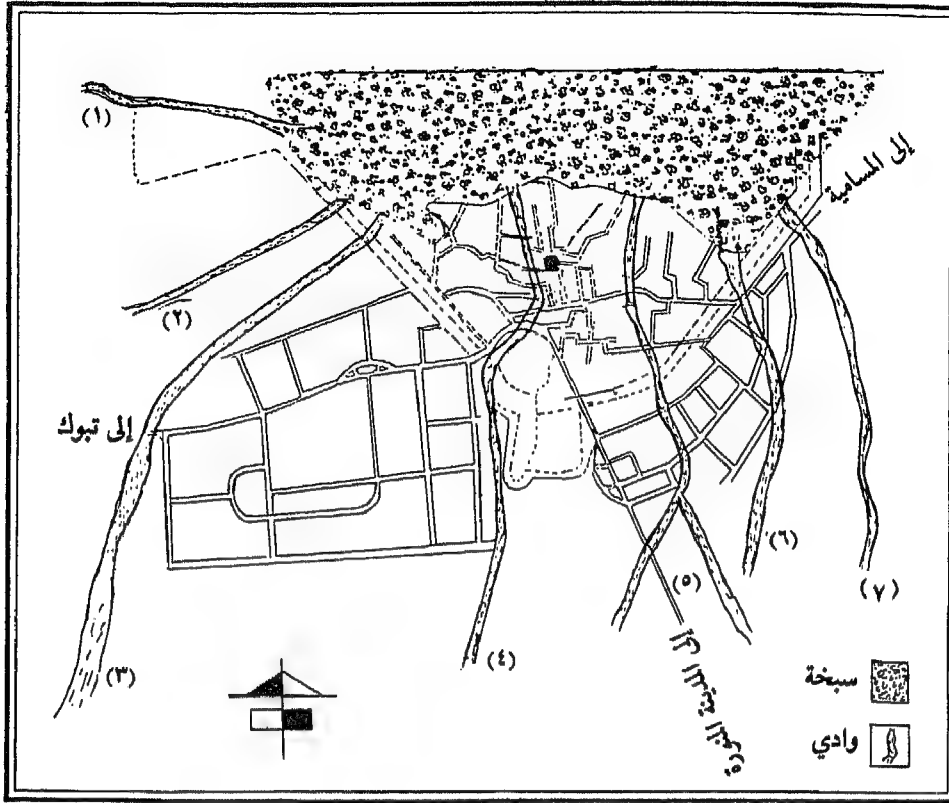 (١)
إلى المسامية
(٢)
إلى تبوك
(٣)
(٤)
(٥)
إلى المدينة المنورة
(٦)
(٧)
سبخة
وادي